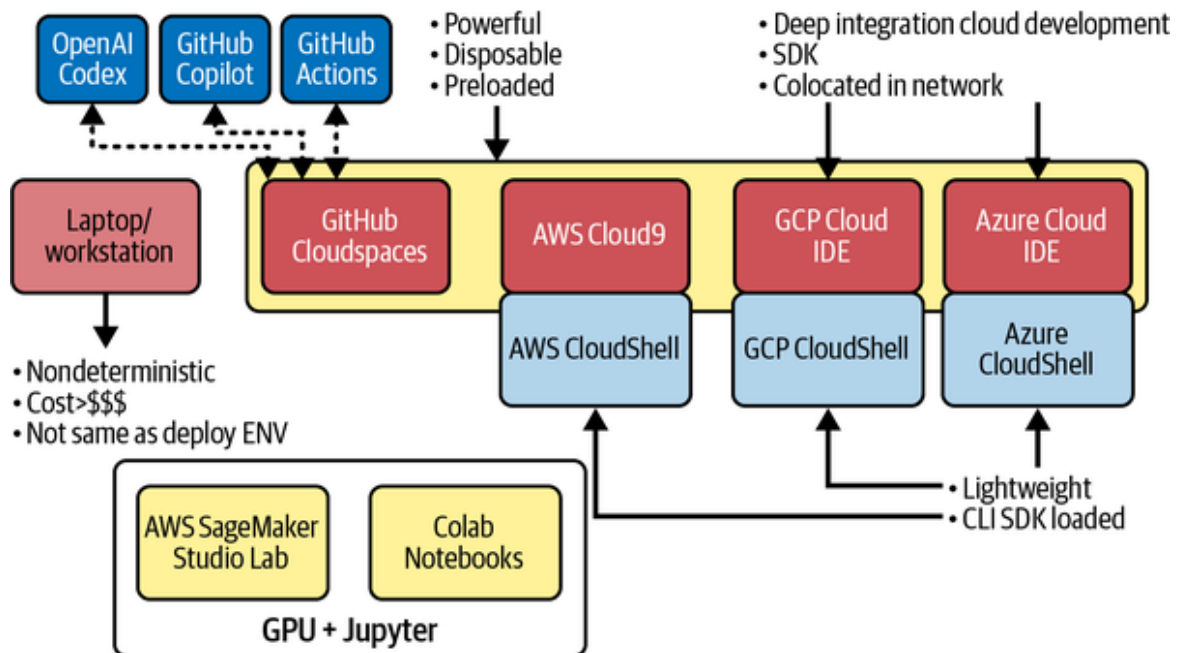 OpenAI
Codex
GitHub
Copilot
GitHub
Actions
• Powerful
• Disposable
• Preloaded
• Deep integration cloud development
• SDK
• Colocated in network
Laptop/
workstation
GitHub
Cloudspaces
AWS Cloud9
GCP Cloud
IDE
Azure Cloud
IDE
AWS CloudShell
GCP CloudShell
Azure
CloudShell
• Nondeterministic
• Cost>$$$
• Not same as deploy ENV
• Lightweight
• CLI SDK loaded
AWS SageMaker
Studio Lab
Colab
Notebooks
GPU + Jupyter